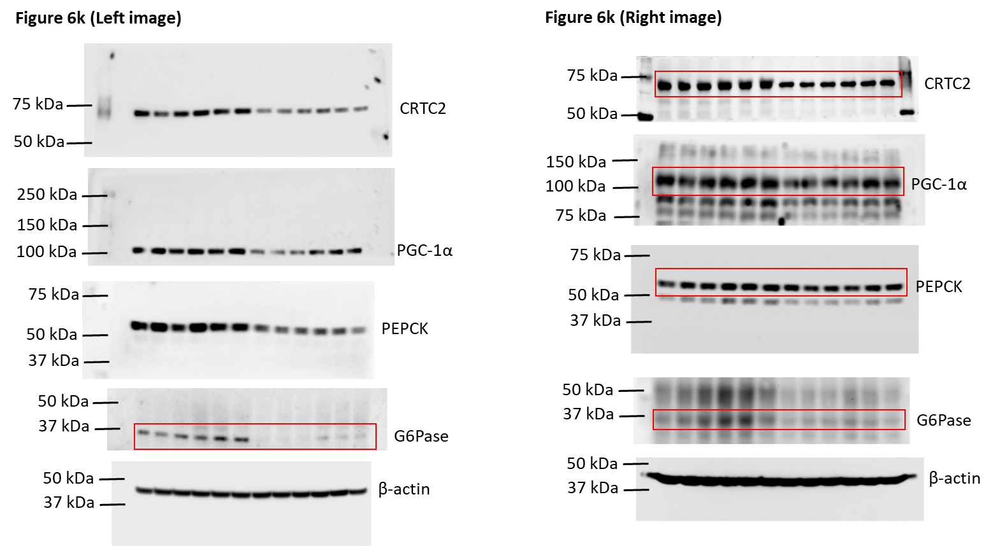 Figure 6k (Left image)
75 kDa
CRTC2
50 kDa
250 kDa
150 kDa
100 kDa
PGC-1α
75 kDa
PEPCK
50 kDa
37 kDa
50 kDa
37 kDa
G6Pase
50 kDa
β-actin
37 kDa
Figure 6k (Right image)
75 kDa
CRTC2
50 kDa
150 kDa
100 kDa
PGC-1α
75 kDa
75 kDa
PEPCK
50 kDa
37 kDa
50 kDa
37 kDa
G6Pase
50 kDa
β-actin
37 kDa